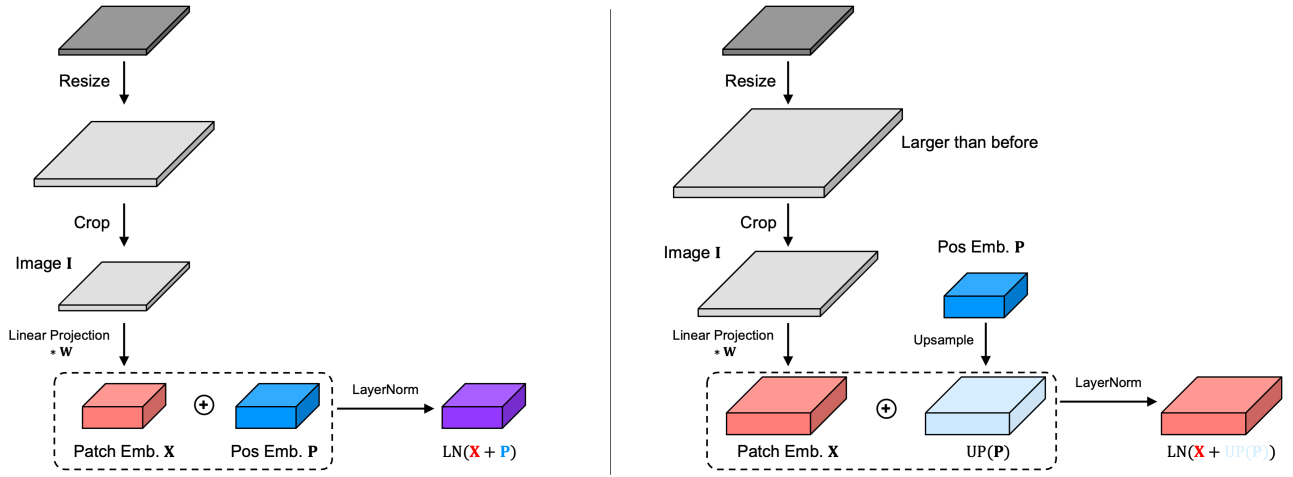 Resize
Crop
Image I
Linear Projection
* W
Patch Emb. X
Pos Emb. P
LayerNorm
LN(X + P)
Resize
Larger than before
Crop
Image I
Pos Emb. P
Linear Projection
* W
Upsample
Patch Emb. X
UP(P)
LayerNorm
LN(X + UP(P))